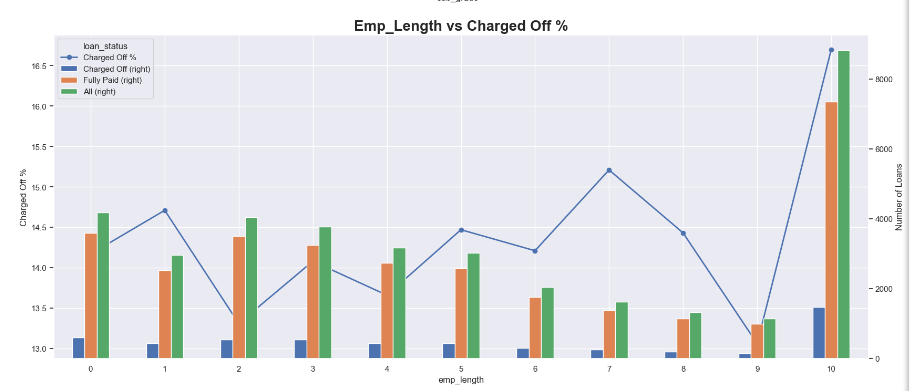 Emp_Length vs Charged Off %
loan_status
Charged Off %
Charged Off (right)
Fully Paid (right)
All (right)
16.5
16.0
15.5
15.0
14.5
14.0
13.5
13.0
Charged Off %
8000
6000
4000
2000
0
Number of Loans
0 1 2 3 4 5 6 7 8 9 10
emp_length